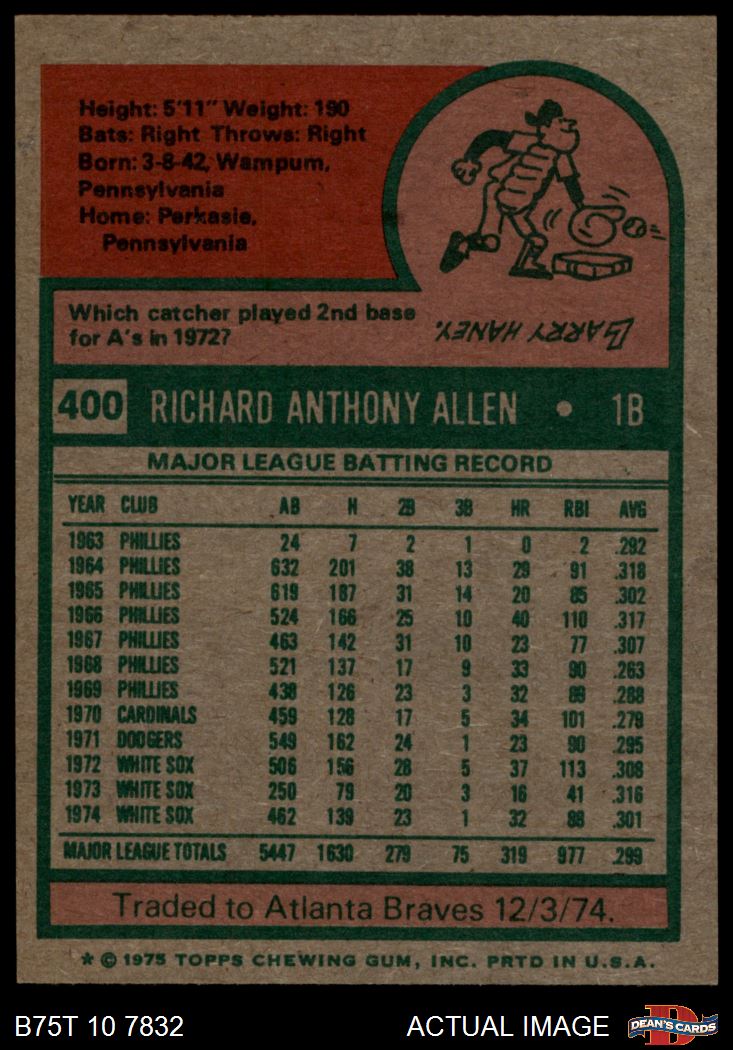 Height: 5'11" Weight: 190
Bats: Right Throws: Right
Born: 3-8-42, Wampum,
Pennsylvania
Home: Perkasie,
Pennsylvania
Which catcher played 2nd base
for A's in 1972?
BARRY HANEY.
400 RICHARD ANTHONY ALLEN • 1B
MAJOR LEAGUE BATTING RECORD
YEAR CLUB AB H 2B 3B HR RBI AVG
1963 PHILLIES 24 7 2 1 0 2 .292
1964 PHILLIES 632 201 38 13 29 91 .318
1965 PHILLIES 619 187 31 14 20 85 .302
1966 PHILLIES 524 166 25 10 40 110 .317
1967 PHILLIES 463 142 31 10 23 77 .307
1968 PHILLIES 521 137 17 9 33 90 .263
1969 PHILLIES 438 126 23 3 32 89 .288
1970 CARDINALS 459 128 17 5 34 101 .279
1971 DODGERS 549 162 24 1 23 90 .295
1972 WHITE SOX 506 156 28 5 37 113 .308
1973 WHITE SOX 250 79 20 3 16 41 .316
1974 WHITE SOX 462 139 23 1 32 88 .301
MAJOR LEAGUE TOTALS 5447 1630 279 75 319 977 .299
Traded to Atlanta Braves 12/3/74.
* © 1975 TOPPS CHEWING GUM, INC. PRTD IN U.S.A.
B75T 10 7832 ACTUAL IMAGE D DEAN'S CARDS